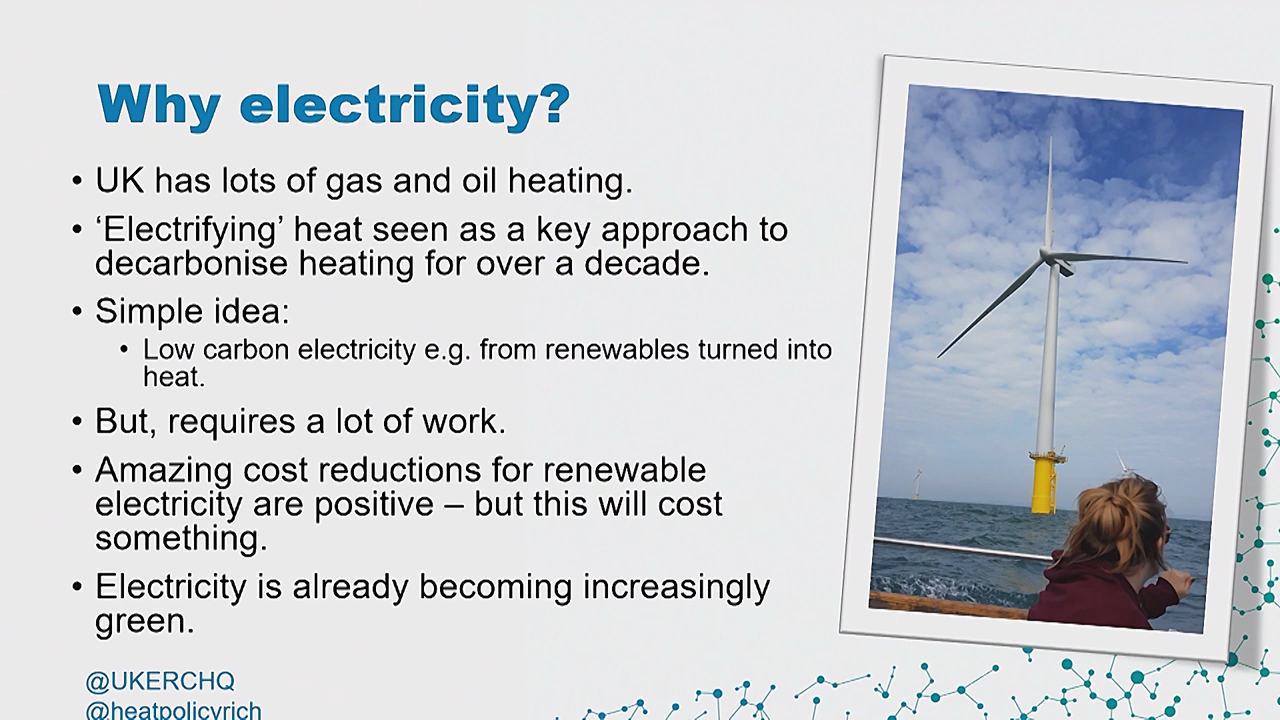 Why electricity?
• UK has lots of gas and oil heating.
• ‘Electrifying’ heat seen as a key approach to
decarbonise heating for over a decade.
• Simple idea:
• Low carbon electricity e.g. from renewables turned into
heat.
• But, requires a lot of work.
• Amazing cost reductions for renewable
electricity are positive – but this will cost
something.
• Electricity is already becoming increasingly
green.
@UKERCHQ
@heatpolicyrich